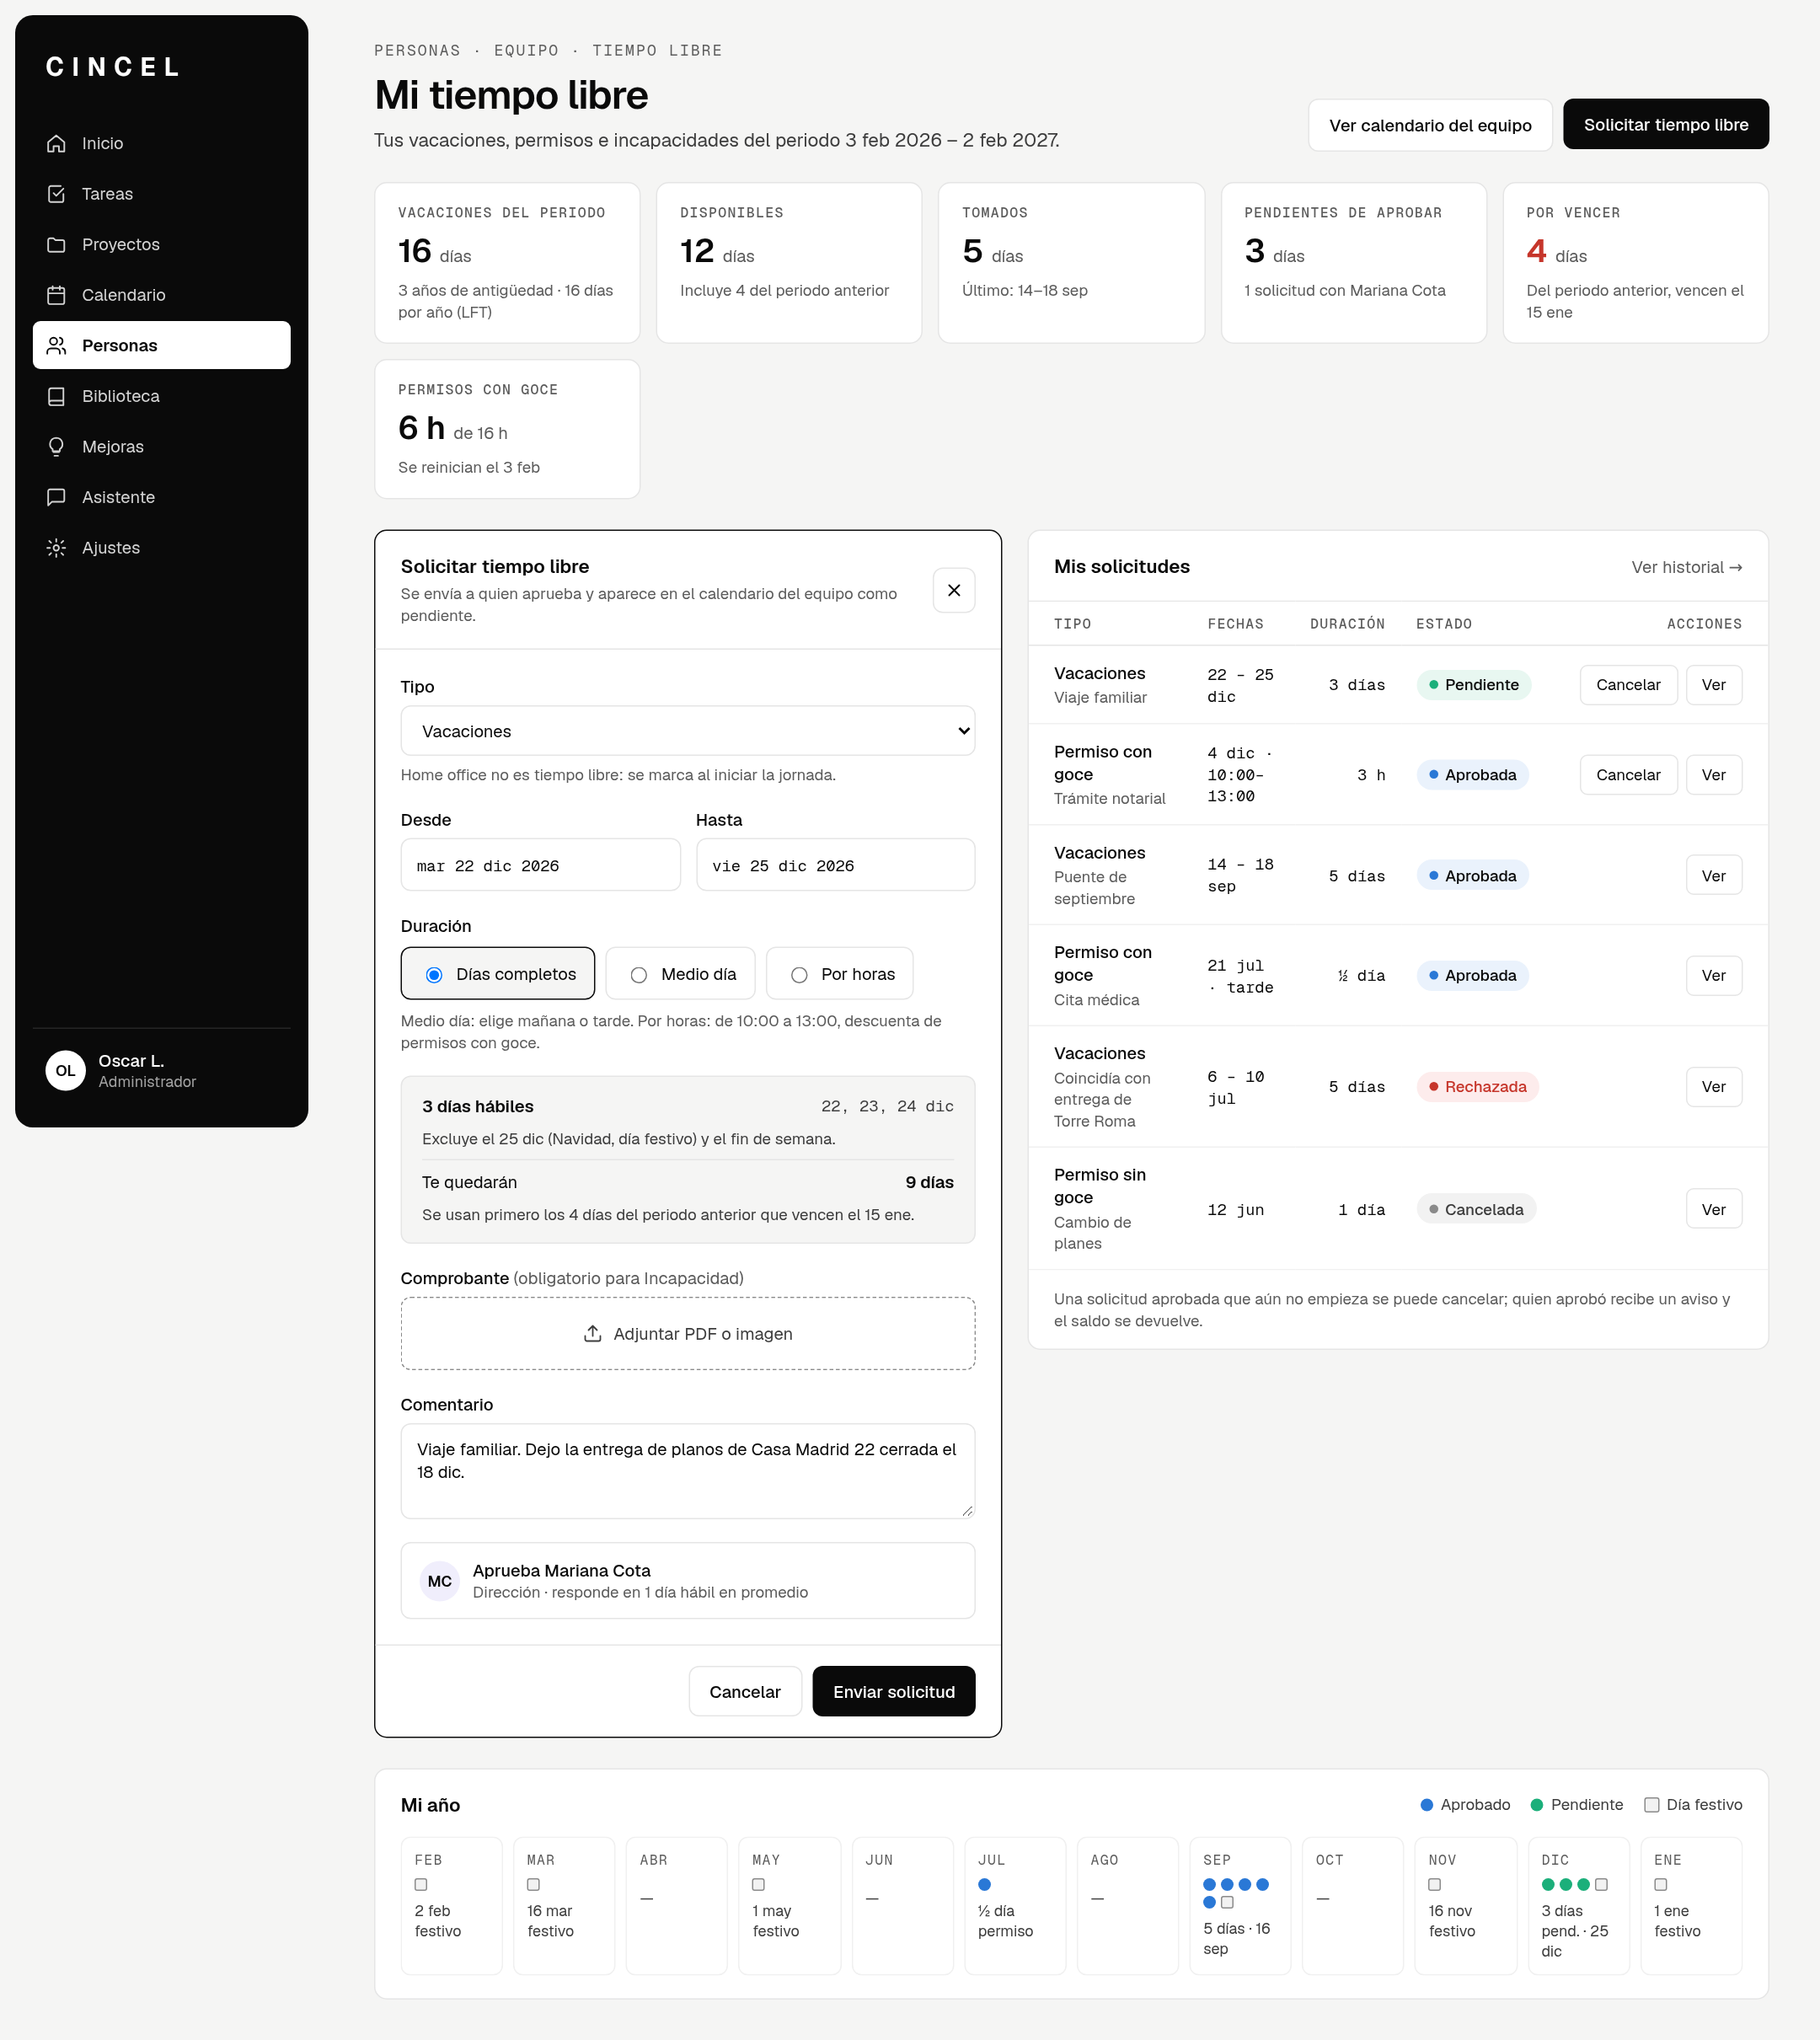 CINCEL
Inicio
Tareas
Proyectos
Calendario
Personas
Biblioteca
Mejoras
Asistente
Ajustes
OL
Oscar L.
Administrador
PERSONAS · EQUIPO · TIEMPO LIBRE
Mi tiempo libre
Tus vacaciones, permisos e incapacidades del periodo 3 feb 2026 – 2 feb 2027.
Ver calendario del equipo
Solicitar tiempo libre
VACACIONES DEL PERIODO
16 días
3 años de antigüedad · 16 días
por año (LFT)
DISPONIBLES
12 días
Incluye 4 del periodo anterior
TOMADOS
5 días
Último: 14–18 sep
PENDIENTES DE APROBAR
3 días
1 solicitud con Mariana Cota
POR VENCER
4 días
Del periodo anterior, vencen el
15 ene
PERMISOS CON GOCE
6 h de 16 h
Se reinician el 3 feb
Solicitar tiempo libre
Se envía a quien aprueba y aparece en el calendario del equipo como
pendiente.
Tipo
Vacaciones
Home office no es tiempo libre: se marca al iniciar la jornada.
Desde
Hasta
mar 22 dic 2026
vie 25 dic 2026
Duración
Días completos
Medio día
Por horas
Medio día: elige mañana o tarde. Por horas: de 10:00 a 13:00, descuenta de
permisos con goce.
3 días hábiles
22, 23, 24 dic
Excluye el 25 dic (Navidad, día festivo) y el fin de semana.
Te quedarán
9 días
Se usan primero los 4 días del periodo anterior que vencen el 15 ene.
Comprobante (obligatorio para Incapacidad)
Adjuntar PDF o imagen
Comentario
Viaje familiar. Dejo la entrega de planos de Casa Madrid 22 cerrada el
18 dic.
MC
Aprueba Mariana Cota
Dirección · responde en 1 día hábil en promedio
Cancelar
Enviar solicitud
Mis solicitudes
Ver historial →
TIPO
FECHAS
DURACIÓN
ESTADO
ACCIONES
Vacaciones
Viaje familiar
22 – 25
dic
3 días
Pendiente
Cancelar
Ver
Permiso con
goce
Trámite notarial
4 dic ·
10:00–
13:00
3 h
Aprobada
Cancelar
Ver
Vacaciones
Puente de
septiembre
14 – 18
sep
5 días
Aprobada
Ver
Permiso con
goce
Cita médica
21 jul
· tarde
½ día
Aprobada
Ver
Vacaciones
Coincidía con
entrega de
Torre Roma
6 – 10
jul
5 días
Rechazada
Ver
Permiso sin
goce
Cambio de
planes
12 jun
1 día
Cancelada
Ver
Una solicitud aprobada que aún no empieza se puede cancelar; quien aprobó recibe un aviso y
el saldo se devuelve.
Mi año
Aprobado
Pendiente
Día festivo
FEB
2 feb
festivo
MAR
16 mar
festivo
ABR
—
MAY
1 may
festivo
JUN
—
JUL
½ día
permiso
AGO
—
SEP
5 días · 16
sep
OCT
—
NOV
16 nov
festivo
DIC
3 días
pend. · 25
dic
ENE
1 ene
festivo